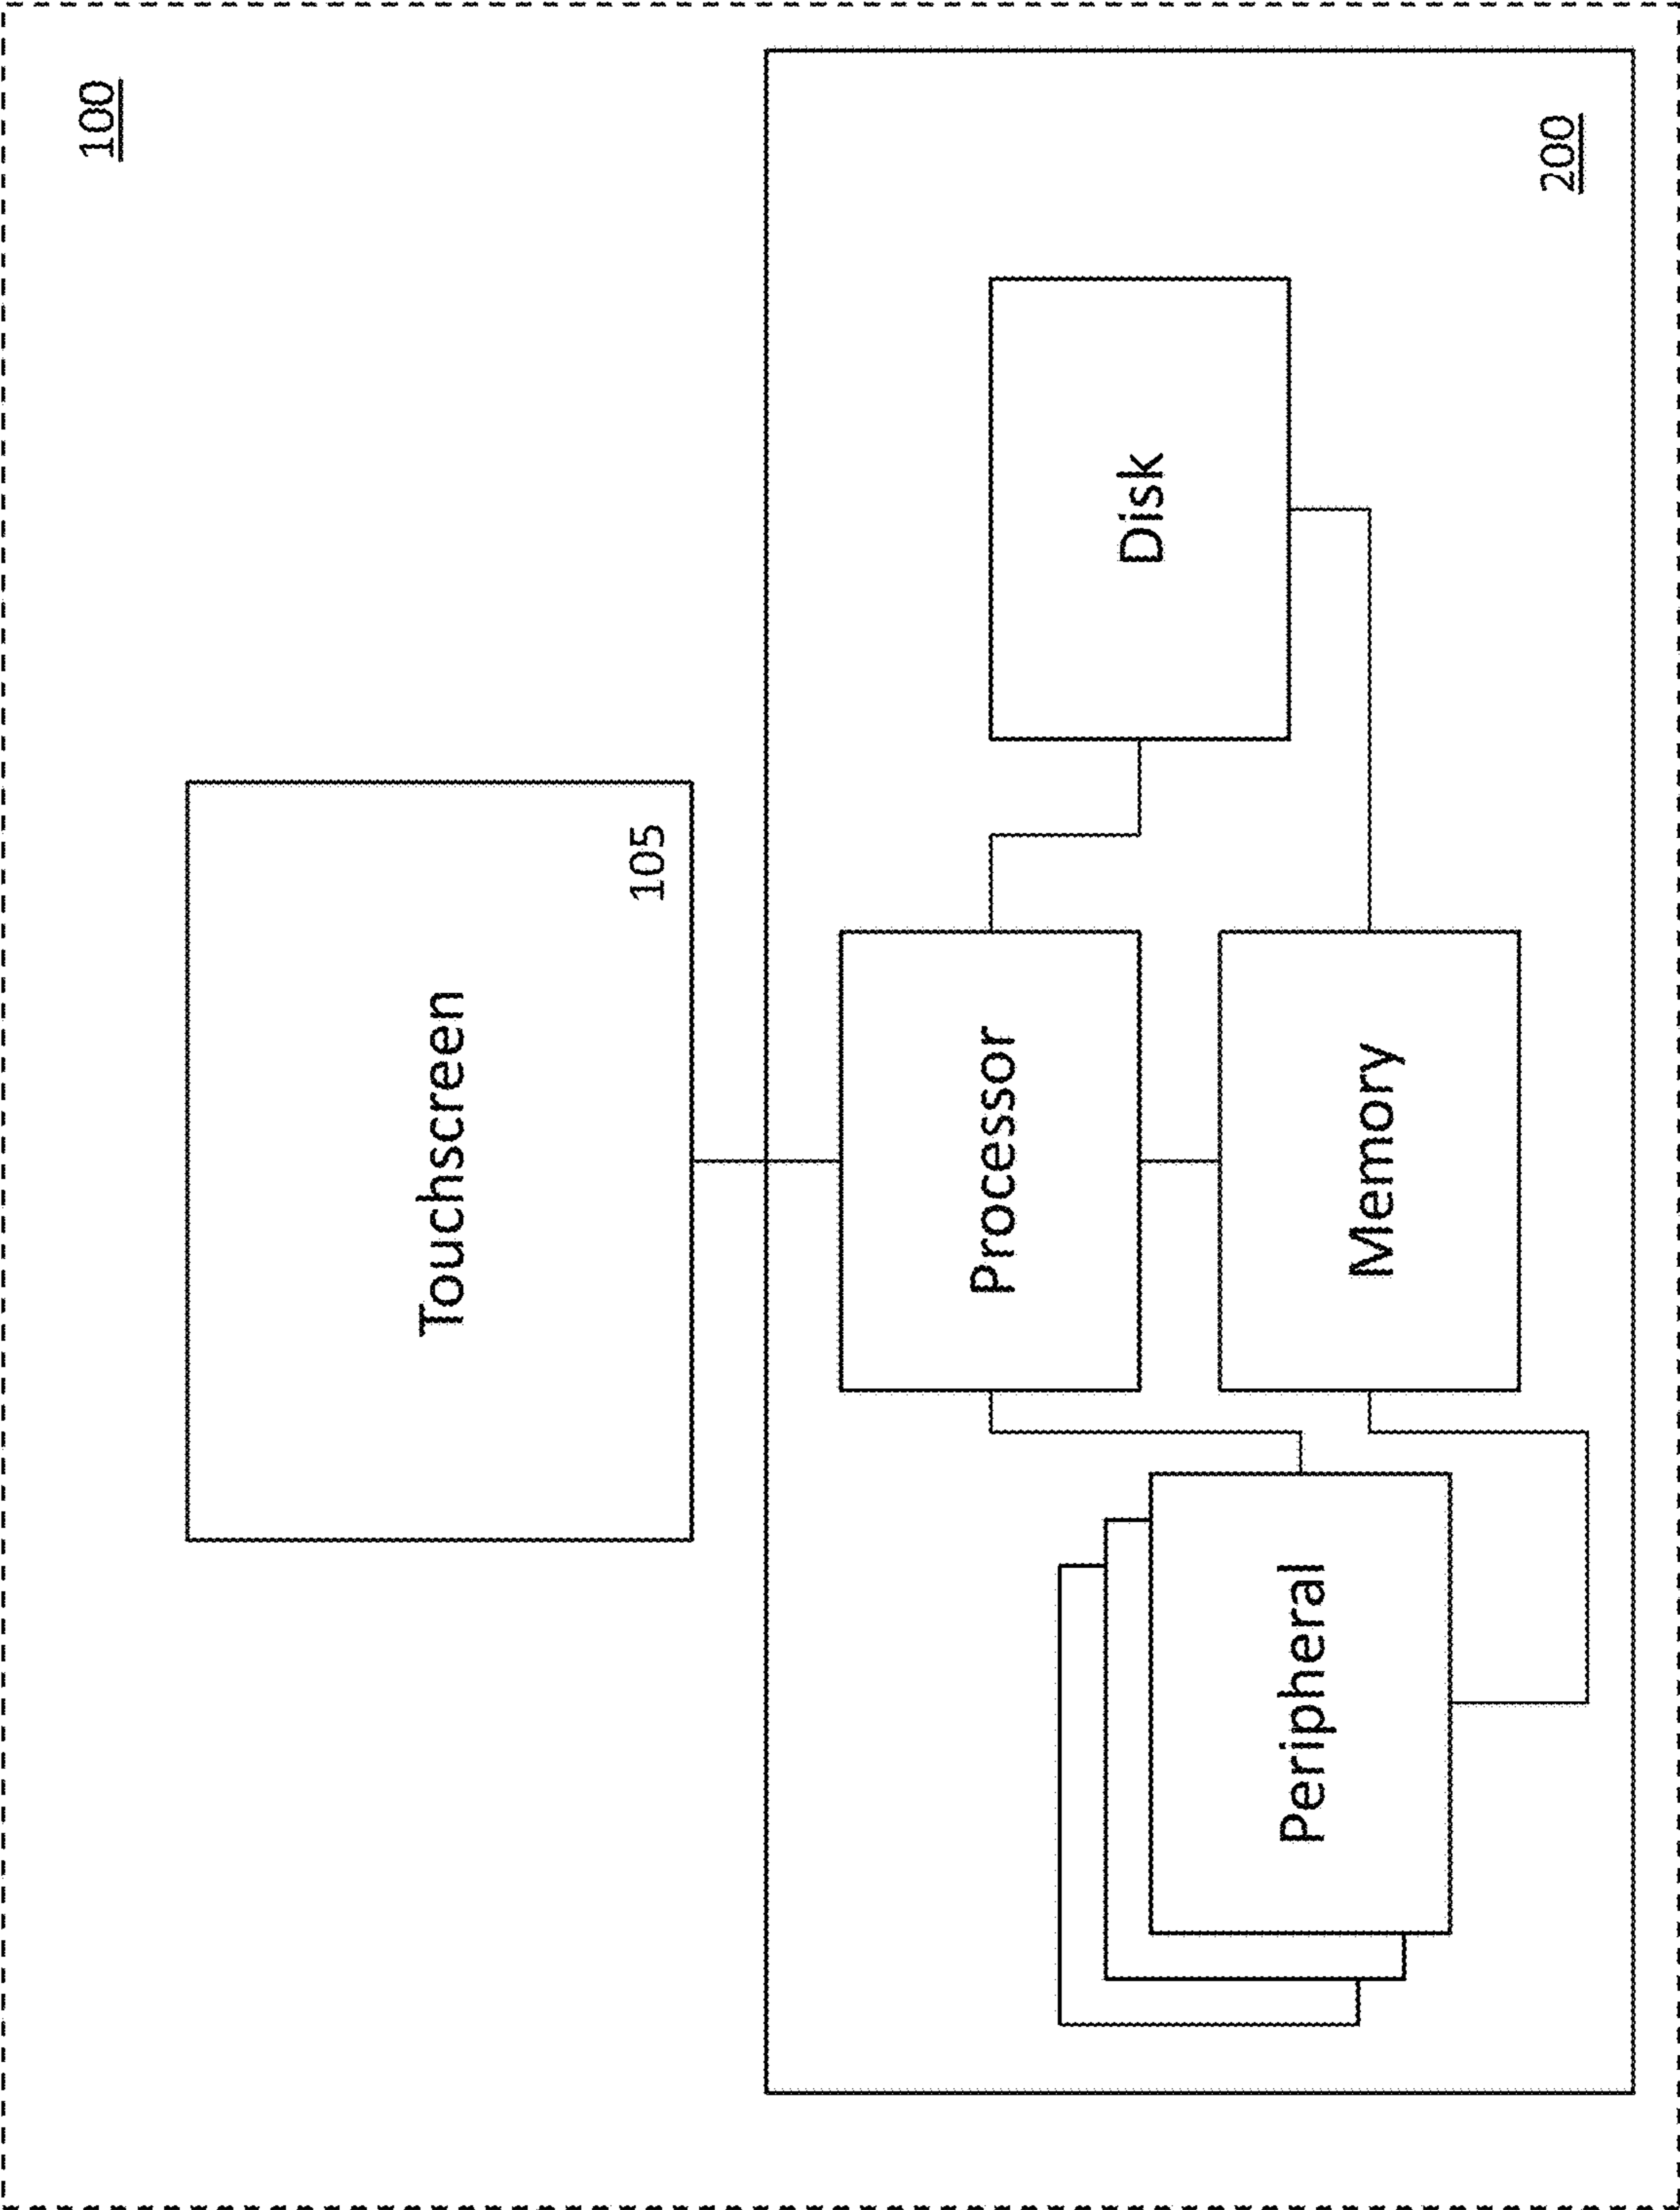 100
Touchscreen
105
Processor
Disk
Peripheral
Memory
200